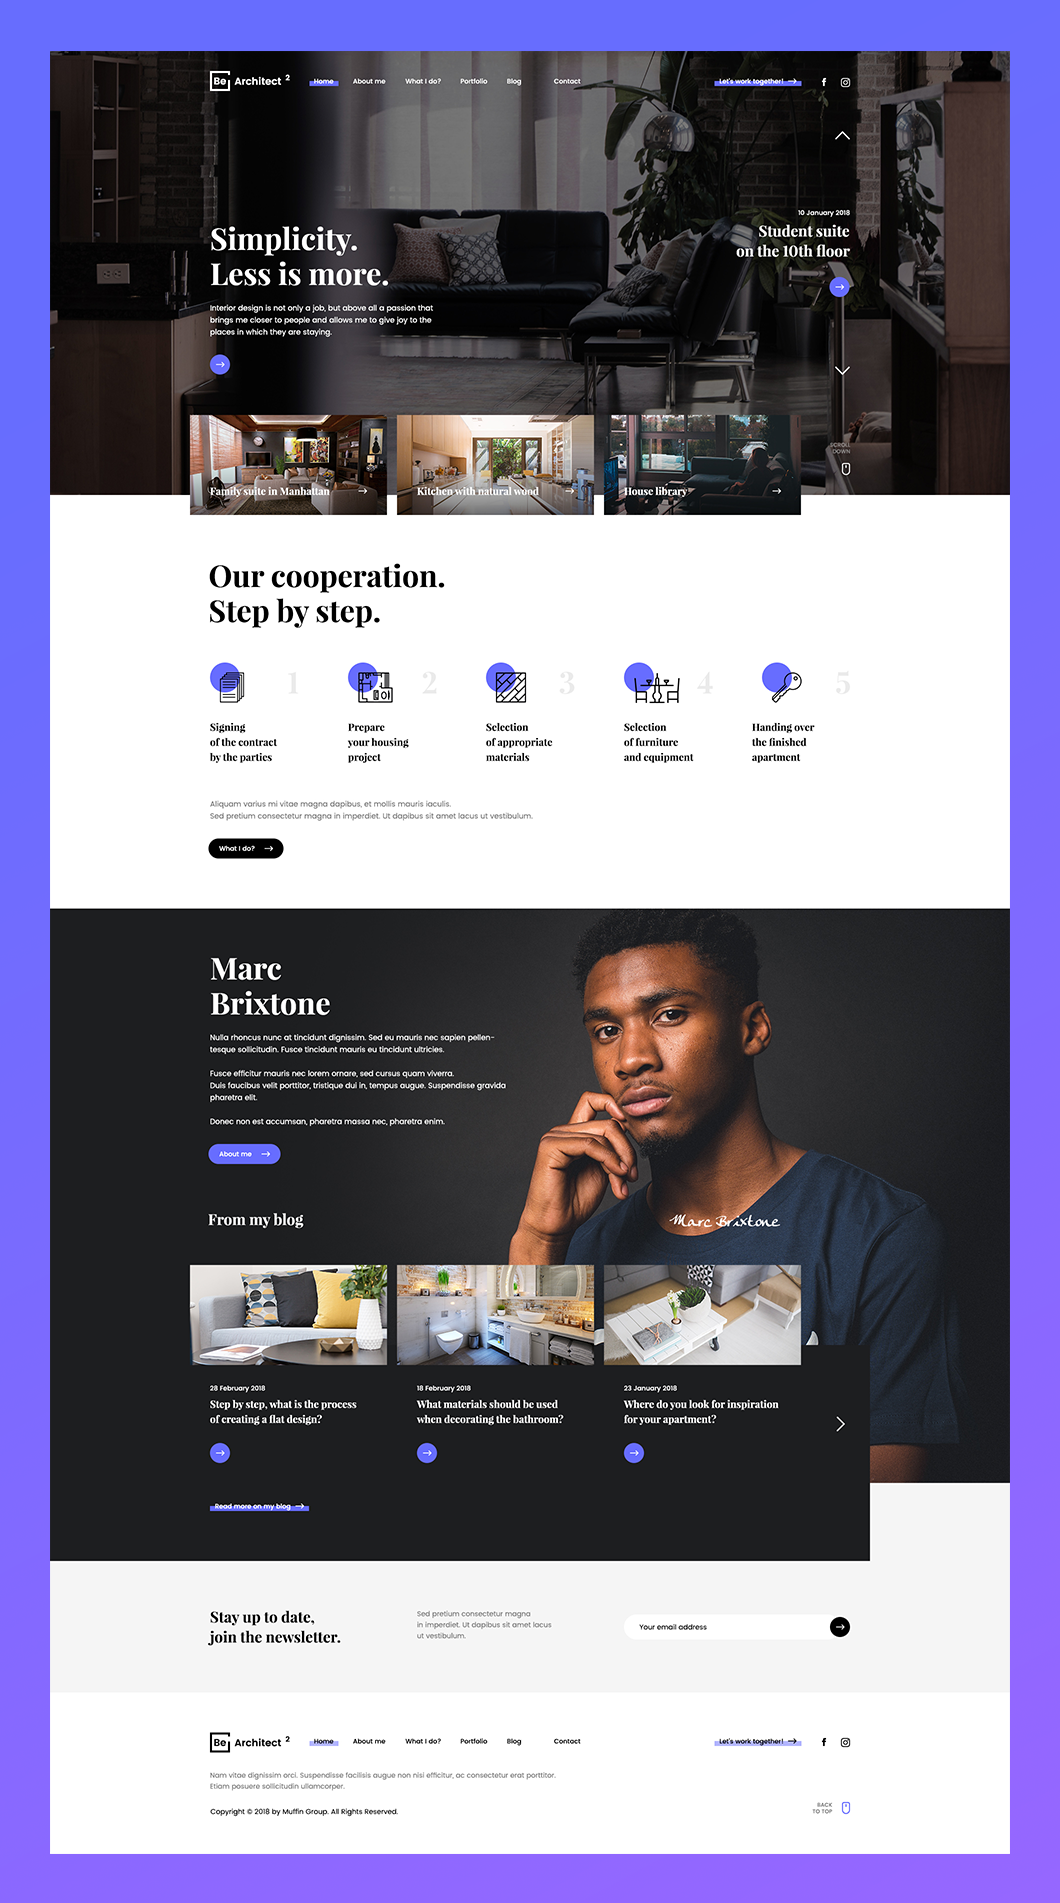 Be Architect 2
Home About me What I do? Portfolio Blog Contact Let's work together!
10 January 2018
Student suite
on the 10th floor
Simplicity.
Less is more.
Interior design is not only a job, but above all a passion that
brings me closer to people and allows me to give joy to the
places in which they are staying.
SCROLL
DOWN
Family suite in Manhattan
Kitchen with natural wood
House library
Our cooperation.
Step by step.
1
Signing
of the contract
by the parties
2
Prepare
your housing
project
3
Selection
of appropriate
materials
4
Selection
of furniture
and equipment
5
Handing over
the finished
apartment
Aliquam varius mi vitae magna dapibus, et mollis mauris iaculis.
Sed pretium consectetur magna in imperdiet. Ut dapibus sit amet lacus ut vestibulum.
What I do?
Marc
Brixtone
Nulla rhoncus nunc at tincidunt dignissim. Sed eu mauris nec sapien pellen-
tesque sollicitudin. Fusce tincidunt mauris eu tincidunt ultricies.
Fusce efficitur mauris nec lorem ornare, sed cursus quam viverra.
Duis faucibus velit porttitor, tristique dui in, tempus augue. Suspendisse gravida
pharetra elit.
Donec non est accumsan, pharetra massa nec, pharetra enim.
About me
Marc Brixtone
From my blog
28 February 2018
Step by step, what is the process
of creating a flat design?
18 February 2018
What materials should be used
when decorating the bathroom?
23 January 2018
Where do you look for inspiration
for your apartment?
Read more on my blog
Stay up to date,
join the newsletter.
Sed pretium consectetur magna
in imperdiet. Ut dapibus sit amet lacus
ut vestibulum.
Your email address
Be Architect 2
Home About me What I do? Portfolio Blog Contact Let's work together!
Nam vitae dignissim orci. Suspendisse facilisis augue non nisi efficitur, ac consectetur erat porttitor.
Etiam posuere sollicitudin ullamcorper.
Copyright © 2018 by Muffin Group. All Rights Reserved.
BACK
TO TOP